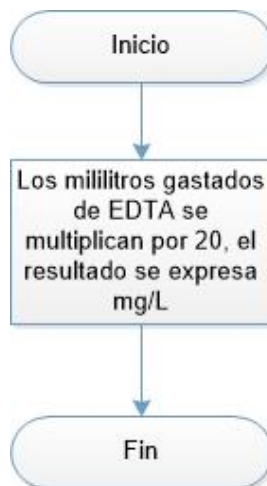 Inicio
Los mililitros gastados
de EDTA se
multiplican por 20, el
resultado se expresa
mg/L
Fin